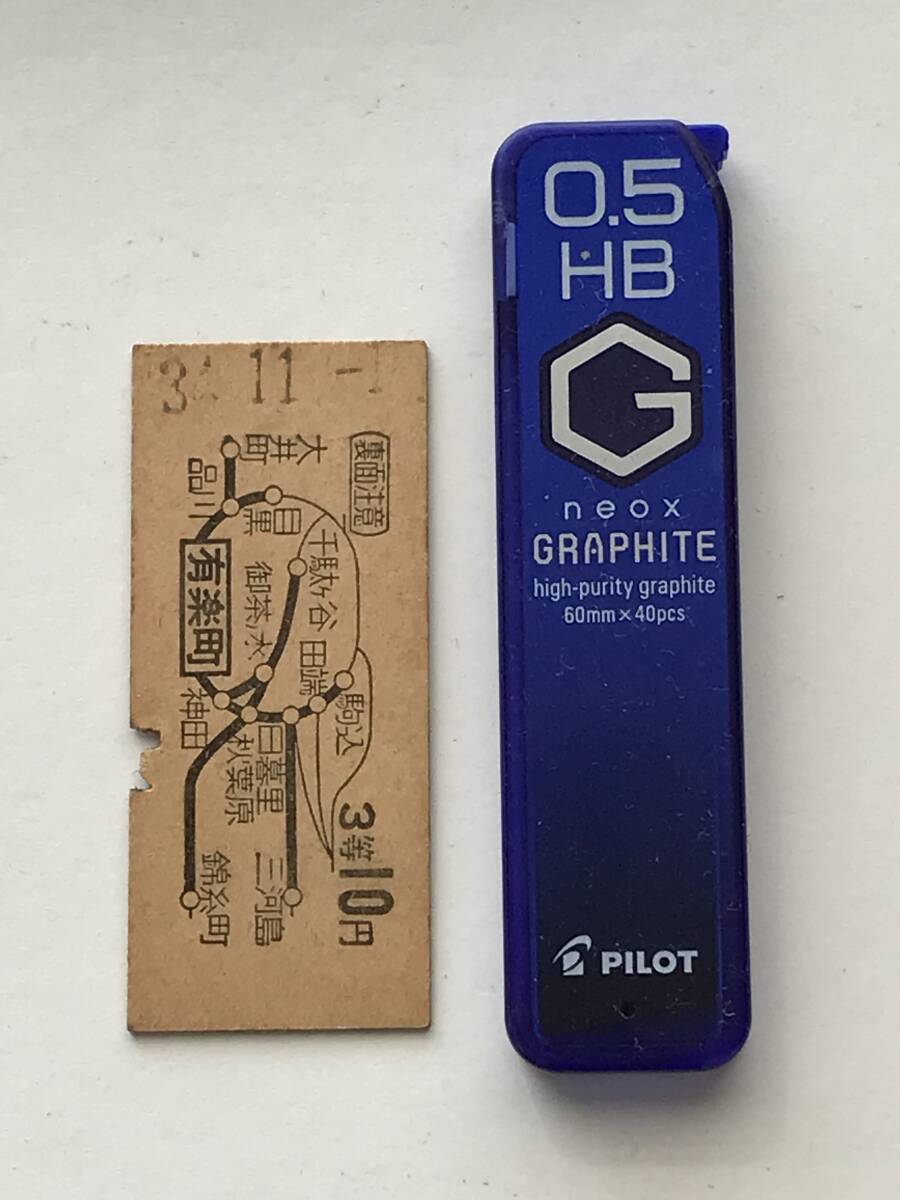 11 -1
裏面注意
大井町
品川
目黒
千駄ケ谷
御茶ノ水
有楽町
田端
駒込
神田
秋葉原
日暮里
錦糸町
三河島
3等10円
0.5
HB
G
neox
GRAPHITE
high-purity graphite
60mm×40pcs
PILOT